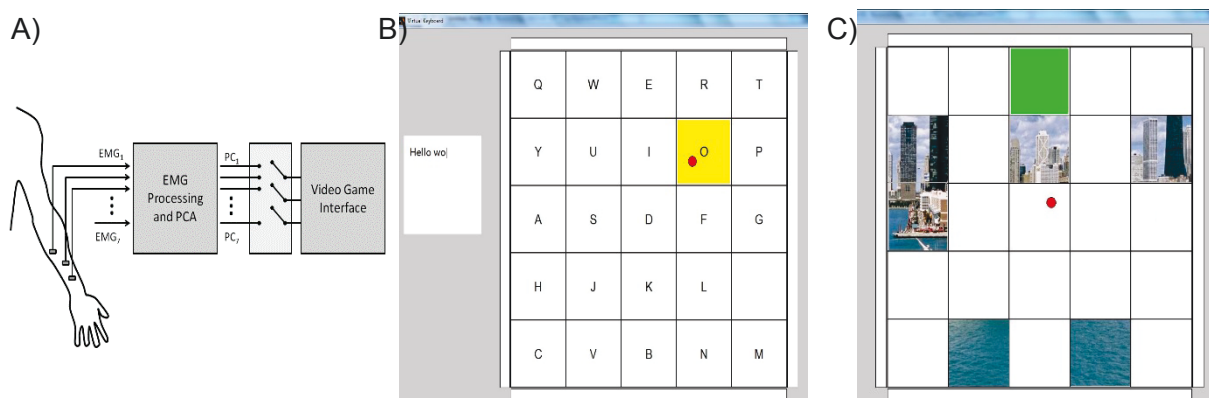 A)
EMG1
EMG7
EMG
Processing
and PCA
PC1
PC7
Video Game
Interface
B)
Virtual Keyboard
Hello wo
Q W E R T
Y U I O P
A S D F G
H J K L
C V B N M
C)